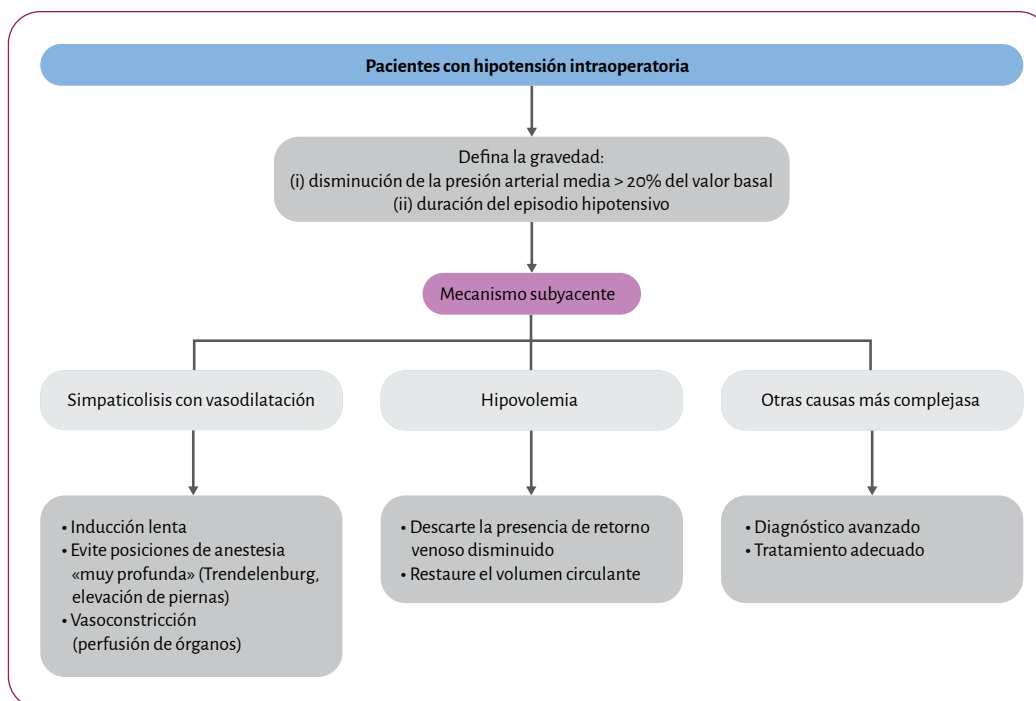 Pacientes con hipotensión intraoperatoria
Defina la gravedad:
(i) disminución de la presión arterial media > 20% del valor basal
(ii) duración del episodio hipotensivo
Mecanismo subyacente
Simpaticolisis con vasodilatación
Hipovolemia
Otras causas más complejasa
• Inducción lenta
• Evite posiciones de anestesia
«muy profunda» (Trendelenburg,
elevación de piernas)
• Vasoconstricción
(perfusión de órganos)
• Descarte la presencia de retorno
venoso disminuido
• Restaure el volumen circulante
• Diagnóstico avanzado
• Tratamiento adecuado